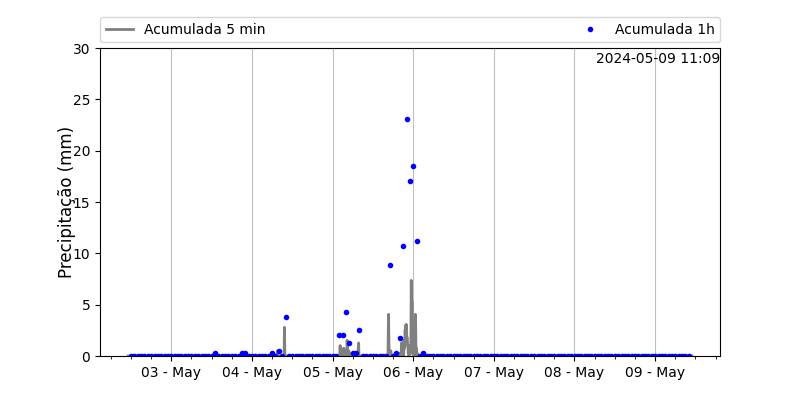 Acumulada 5 min
Acumulada 1h
2024-05-09 11:09
Precipitação (mm)
30
25
20
15
10
5
0
03 - May
04 - May
05 - May
06 - May
07 - May
08 - May
09 - May